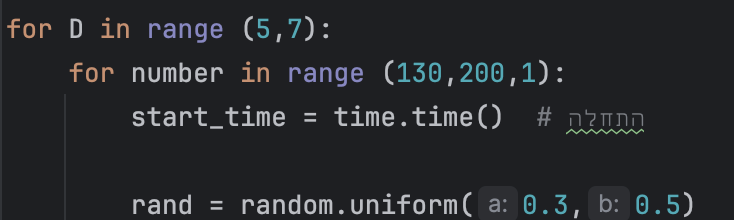 for D in range (5,7):
    for number in range (130,200,1):
        start_time = time.time()  # התחלה
        rand = random.uniform( a: 0.3, b: 0.5)